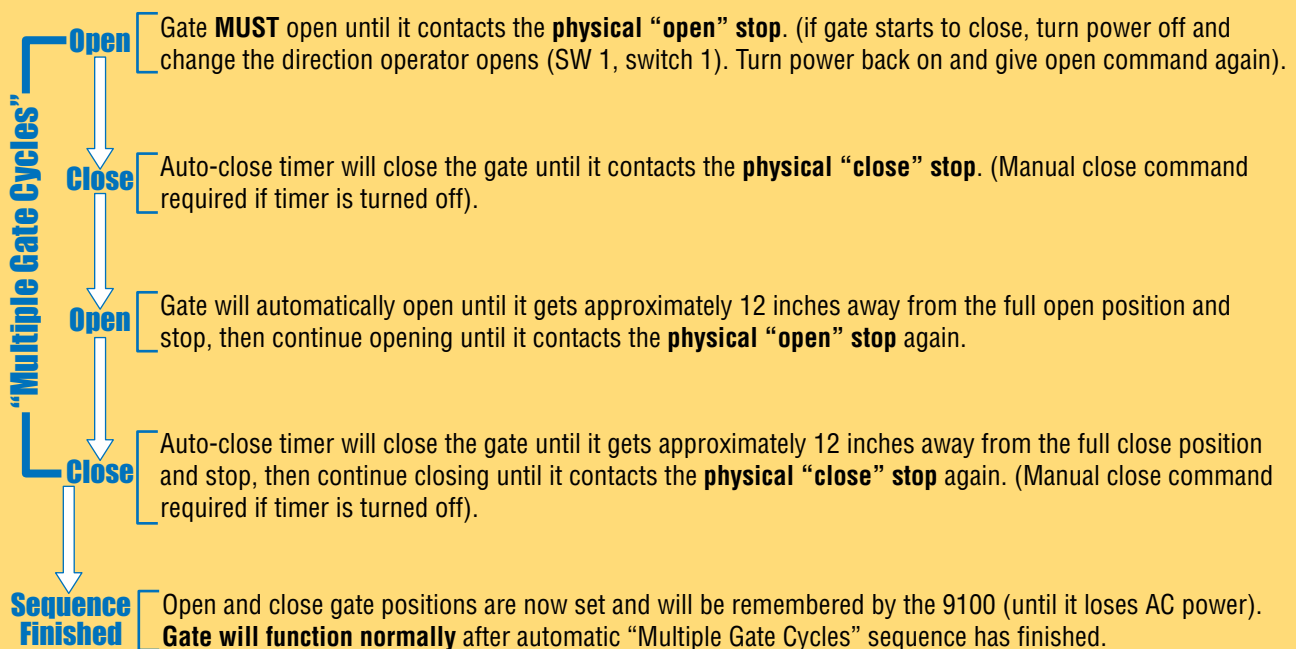 "Multiple Gate Cycles"
Open
Gate MUST open until it contacts the physical “open” stop. (if gate starts to close, turn power off and
change the direction operator opens (SW 1, switch 1). Turn power back on and give open command again).
Close
Auto-close timer will close the gate until it contacts the physical “close” stop. (Manual close command
required if timer is turned off).
Open
Gate will automatically open until it gets approximately 12 inches away from the full open position and
stop, then continue opening until it contacts the physical “open” stop again.
Close
Auto-close timer will close the gate until it gets approximately 12 inches away from the full close position
and stop, then continue closing until it contacts the physical “close” stop again. (Manual close command
required if timer is turned off).
Sequence
Finished
Open and close gate positions are now set and will be remembered by the 9100 (until it loses AC power).
Gate will function normally after automatic “Multiple Gate Cycles” sequence has finished.